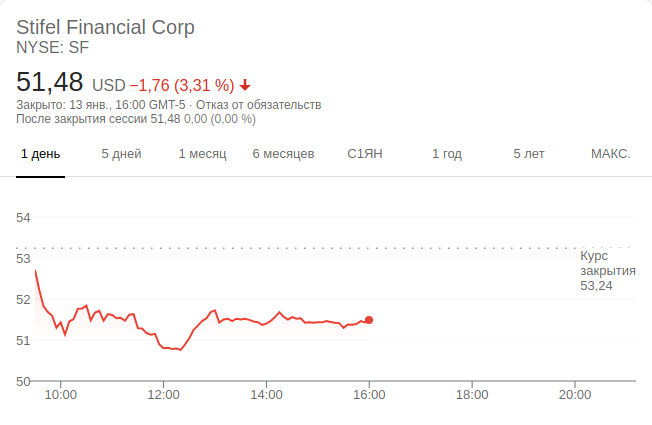 Stifel Financial Corp
NYSE: SF
51,48 USD −1,76 (3,31 %)
Закрыто: 13 янв., 16:00 GMT-5 · Отказ от обязательств
После закрытия сессии 51,48 0,00 (0,00 %)
1 день 5 дней 1 месяц 6 месяцев С1ЯН 1 год 5 лет МАКС.
54
53
52
51
50
Курс
закрытия
53,24
10:00 12:00 14:00 16:00 18:00 20:00